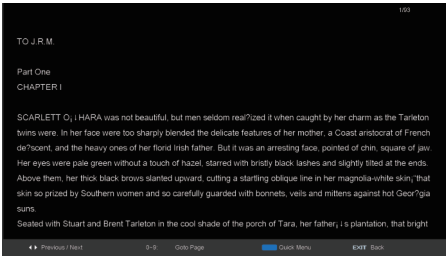 1/93
TO J.R.M.
Part One
CHAPTER I
SCARLETT O¡ ⅰHARA was not beautiful, but men seldom real?ized it when caught by her charm as the Tarleton
twins were. In her face were too sharply blended the delicate features of her mother, a Coast aristocrat of French
de?scent, and the heavy ones of her florid Irish father. But it was an arresting face, pointed of chin, square of jaw.
Her eyes were pale green without a touch of hazel, starred with bristly black lashes and slightly tilted at the ends.
Above them, her thick black brows slanted upward, cutting a startling oblique line in her magnolia-white skin¡"that
skin so prized by Southern women and so carefully guarded with bonnets, veils and mittens against hot Geor?gia
suns.
Seated with Stuart and Brent Tarleton in the cool shade of the porch of Tara, her father¡ ⅰs plantation, that bright
Previous / Next 0~9: Goto Page Quick Menu EXIT Back